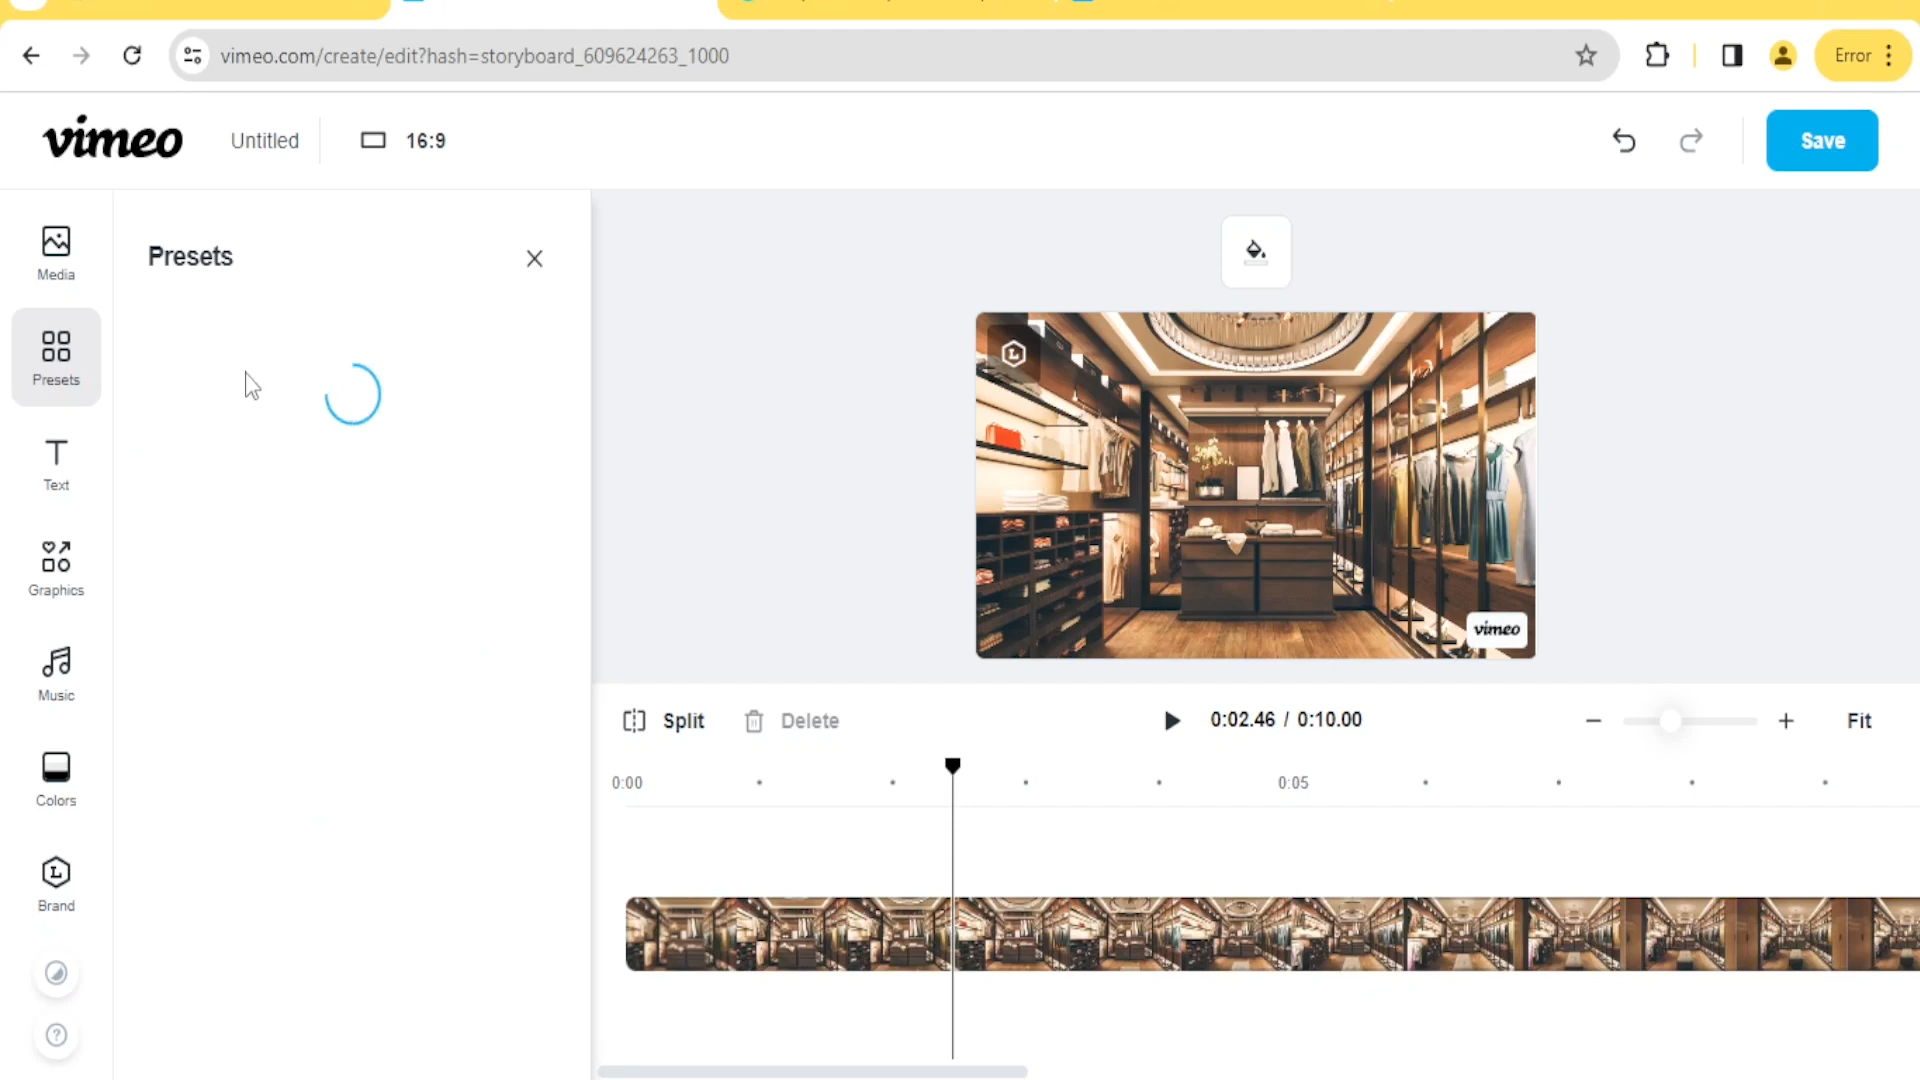 vimeo.com/create/edit?hash=storyboard_609624263_1000
Error
vimeo
Untitled
16:9
Save
Media
Presets
Presets
Text
Graphics
Music
Colors
Brand
vimeo
Split
Delete
0:02.46 / 0:10.00
Fit
0:00
0:05